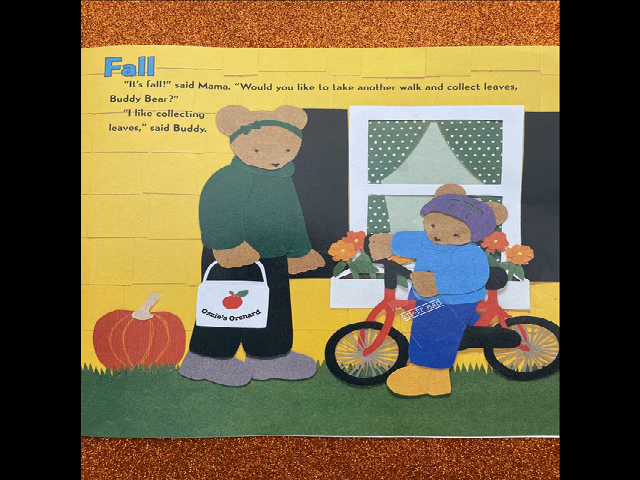 Fall
"It's fall!" said Mama. "Would you like to take another walk and collect leaves,
Buddy Bear?"
"I like collecting
leaves," said Buddy.
Ozzie's Orchard